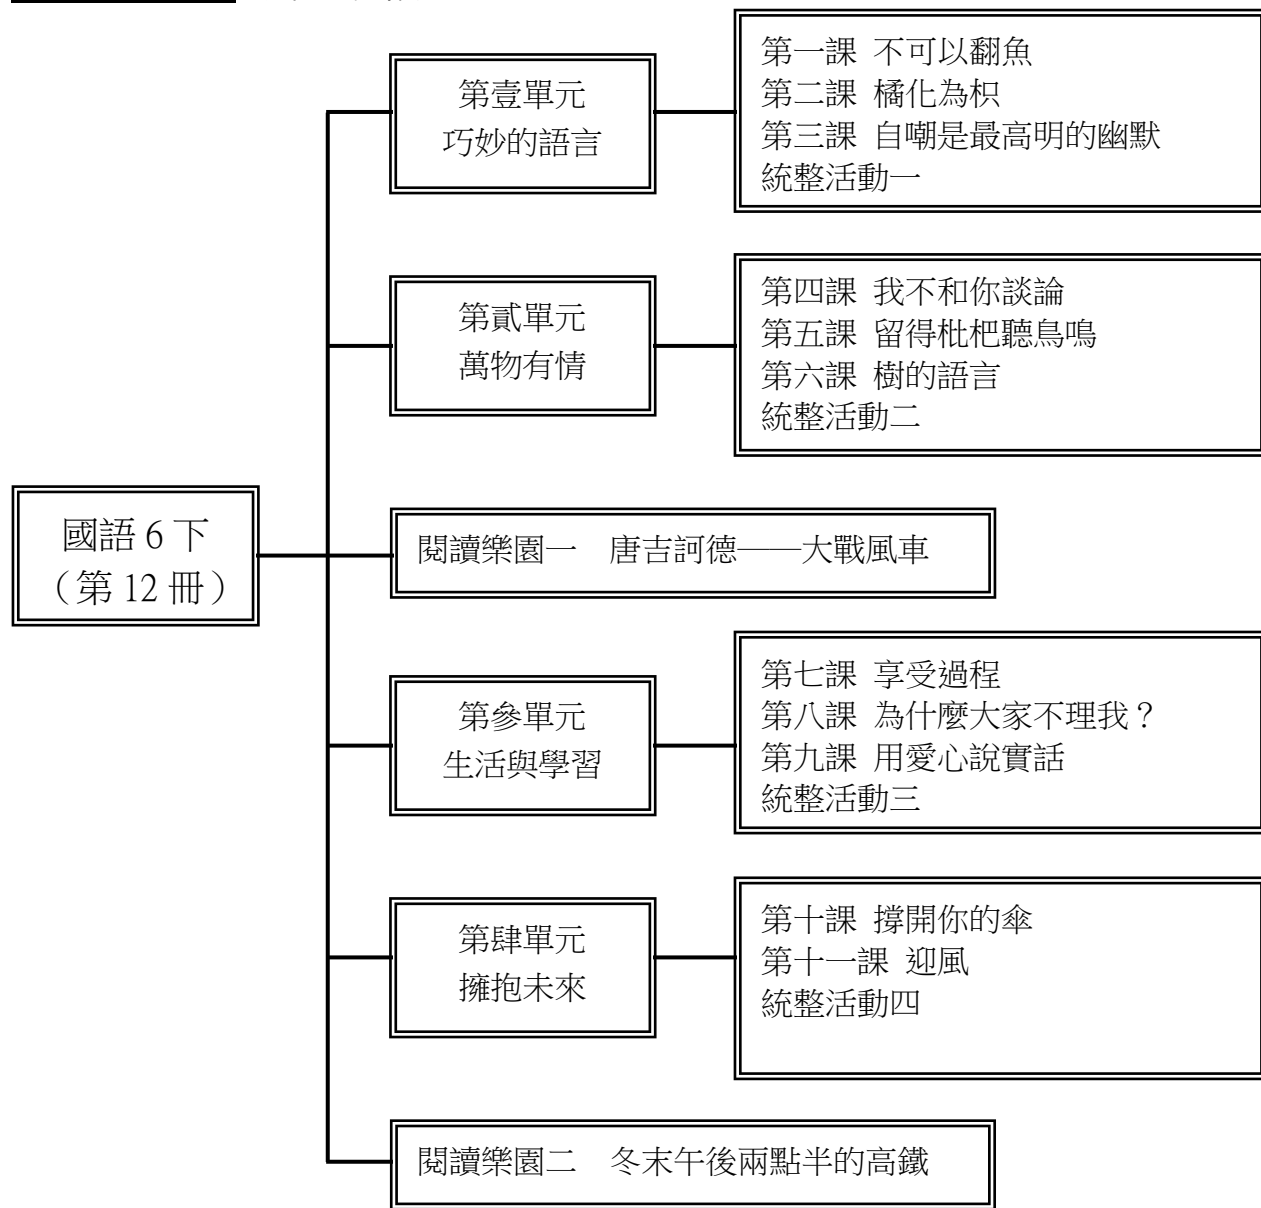 國語 6 下
（第 12 冊）
第壹單元
巧妙的語言
第一課 不可以翻魚
第二課 橘化為枳
第三課 自嘲是最高明的幽默
統整活動一
第貳單元
萬物有情
第四課 我不和你談論
第五課 留得枇杷聽鳥鳴
第六課 樹的語言
統整活動二
閱讀樂園一 唐吉訶德——大戰風車
第參單元
生活與學習
第七課 享受過程
第八課 為什麼大家不理我？
第九課 用愛心說實話
統整活動三
第肆單元
擁抱未來
第十課 撐開你的傘
第十一課 迎風
統整活動四
閱讀樂園二 冬末午後兩點半的高鐵